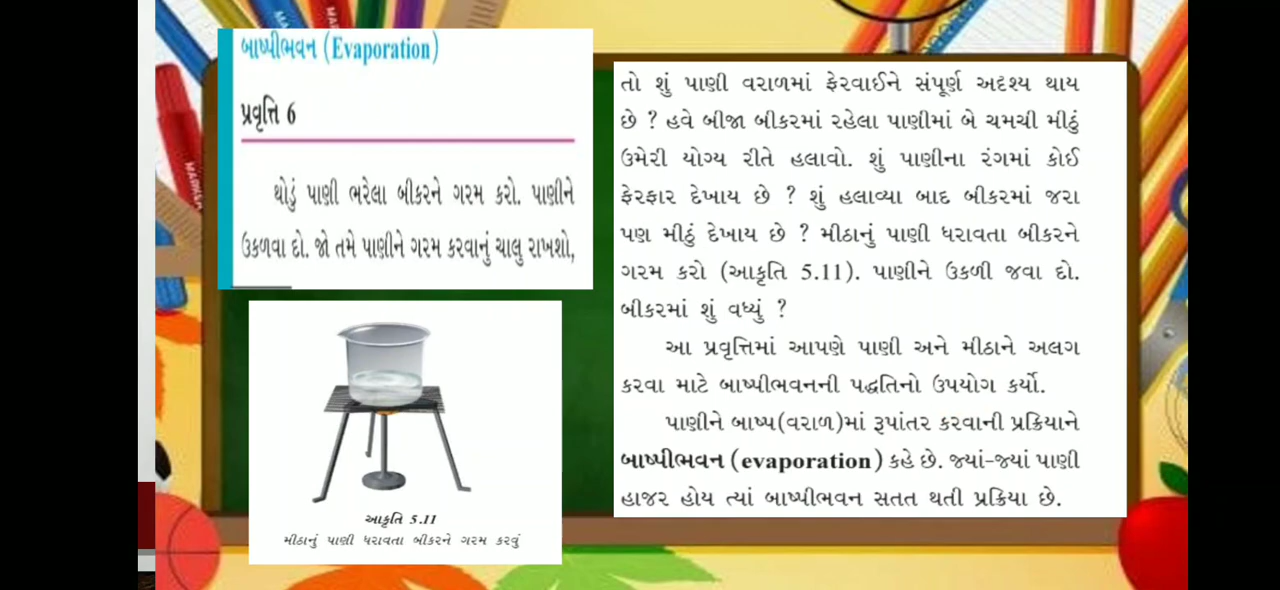 બાષ્પીભવન (Evaporation)
પ્રવૃત્તિ 6
થોડું પાણી ભરેલા બીકરને ગરમ કરો. પાણીને
ઉકળવા દો. જો તમે પાણીને ગરમ કરવાનું ચાલુ રાખશો,
તો શું પાણી વરાળમાં ફેરવાઈને સંપૂર્ણ અદૃશ્ય થાય
છે ? હવે બીજા બીકરમાં રહેલા પાણીમાં બે ચમચી મીઠું
ઉમેરી યોગ્ય રીતે હલાવો. શું પાણીના રંગમાં કોઈ
ફેરફાર દેખાય છે ? શું હલાવ્યા બાદ બીકરમાં જરા
પણ મીઠું દેખાય છે ? મીઠાનું પાણી ધરાવતા બીકરને
ગરમ કરો (આકૃતિ 5.11). પાણીને ઉકળી જવા દો.
બીકરમાં શું વધ્યું ?
આ પ્રવૃત્તિમાં આપણે પાણી અને મીઠાને અલગ
કરવા માટે બાષ્પીભવનની પદ્ધતિનો ઉપયોગ કર્યો.
પાણીને બાષ્પ(વરાળ)માં રૂપાંતર કરવાની પ્રક્રિયાને
બાષ્પીભવન (evaporation) કહે છે. જ્યાં-જ્યાં પાણી
હાજર હોય ત્યાં બાષ્પીભવન સતત થતી પ્રક્રિયા છે.
આકૃતિ 5.11
મીઠાનું પાણી ધરાવતા બીકરને ગરમ કરવું